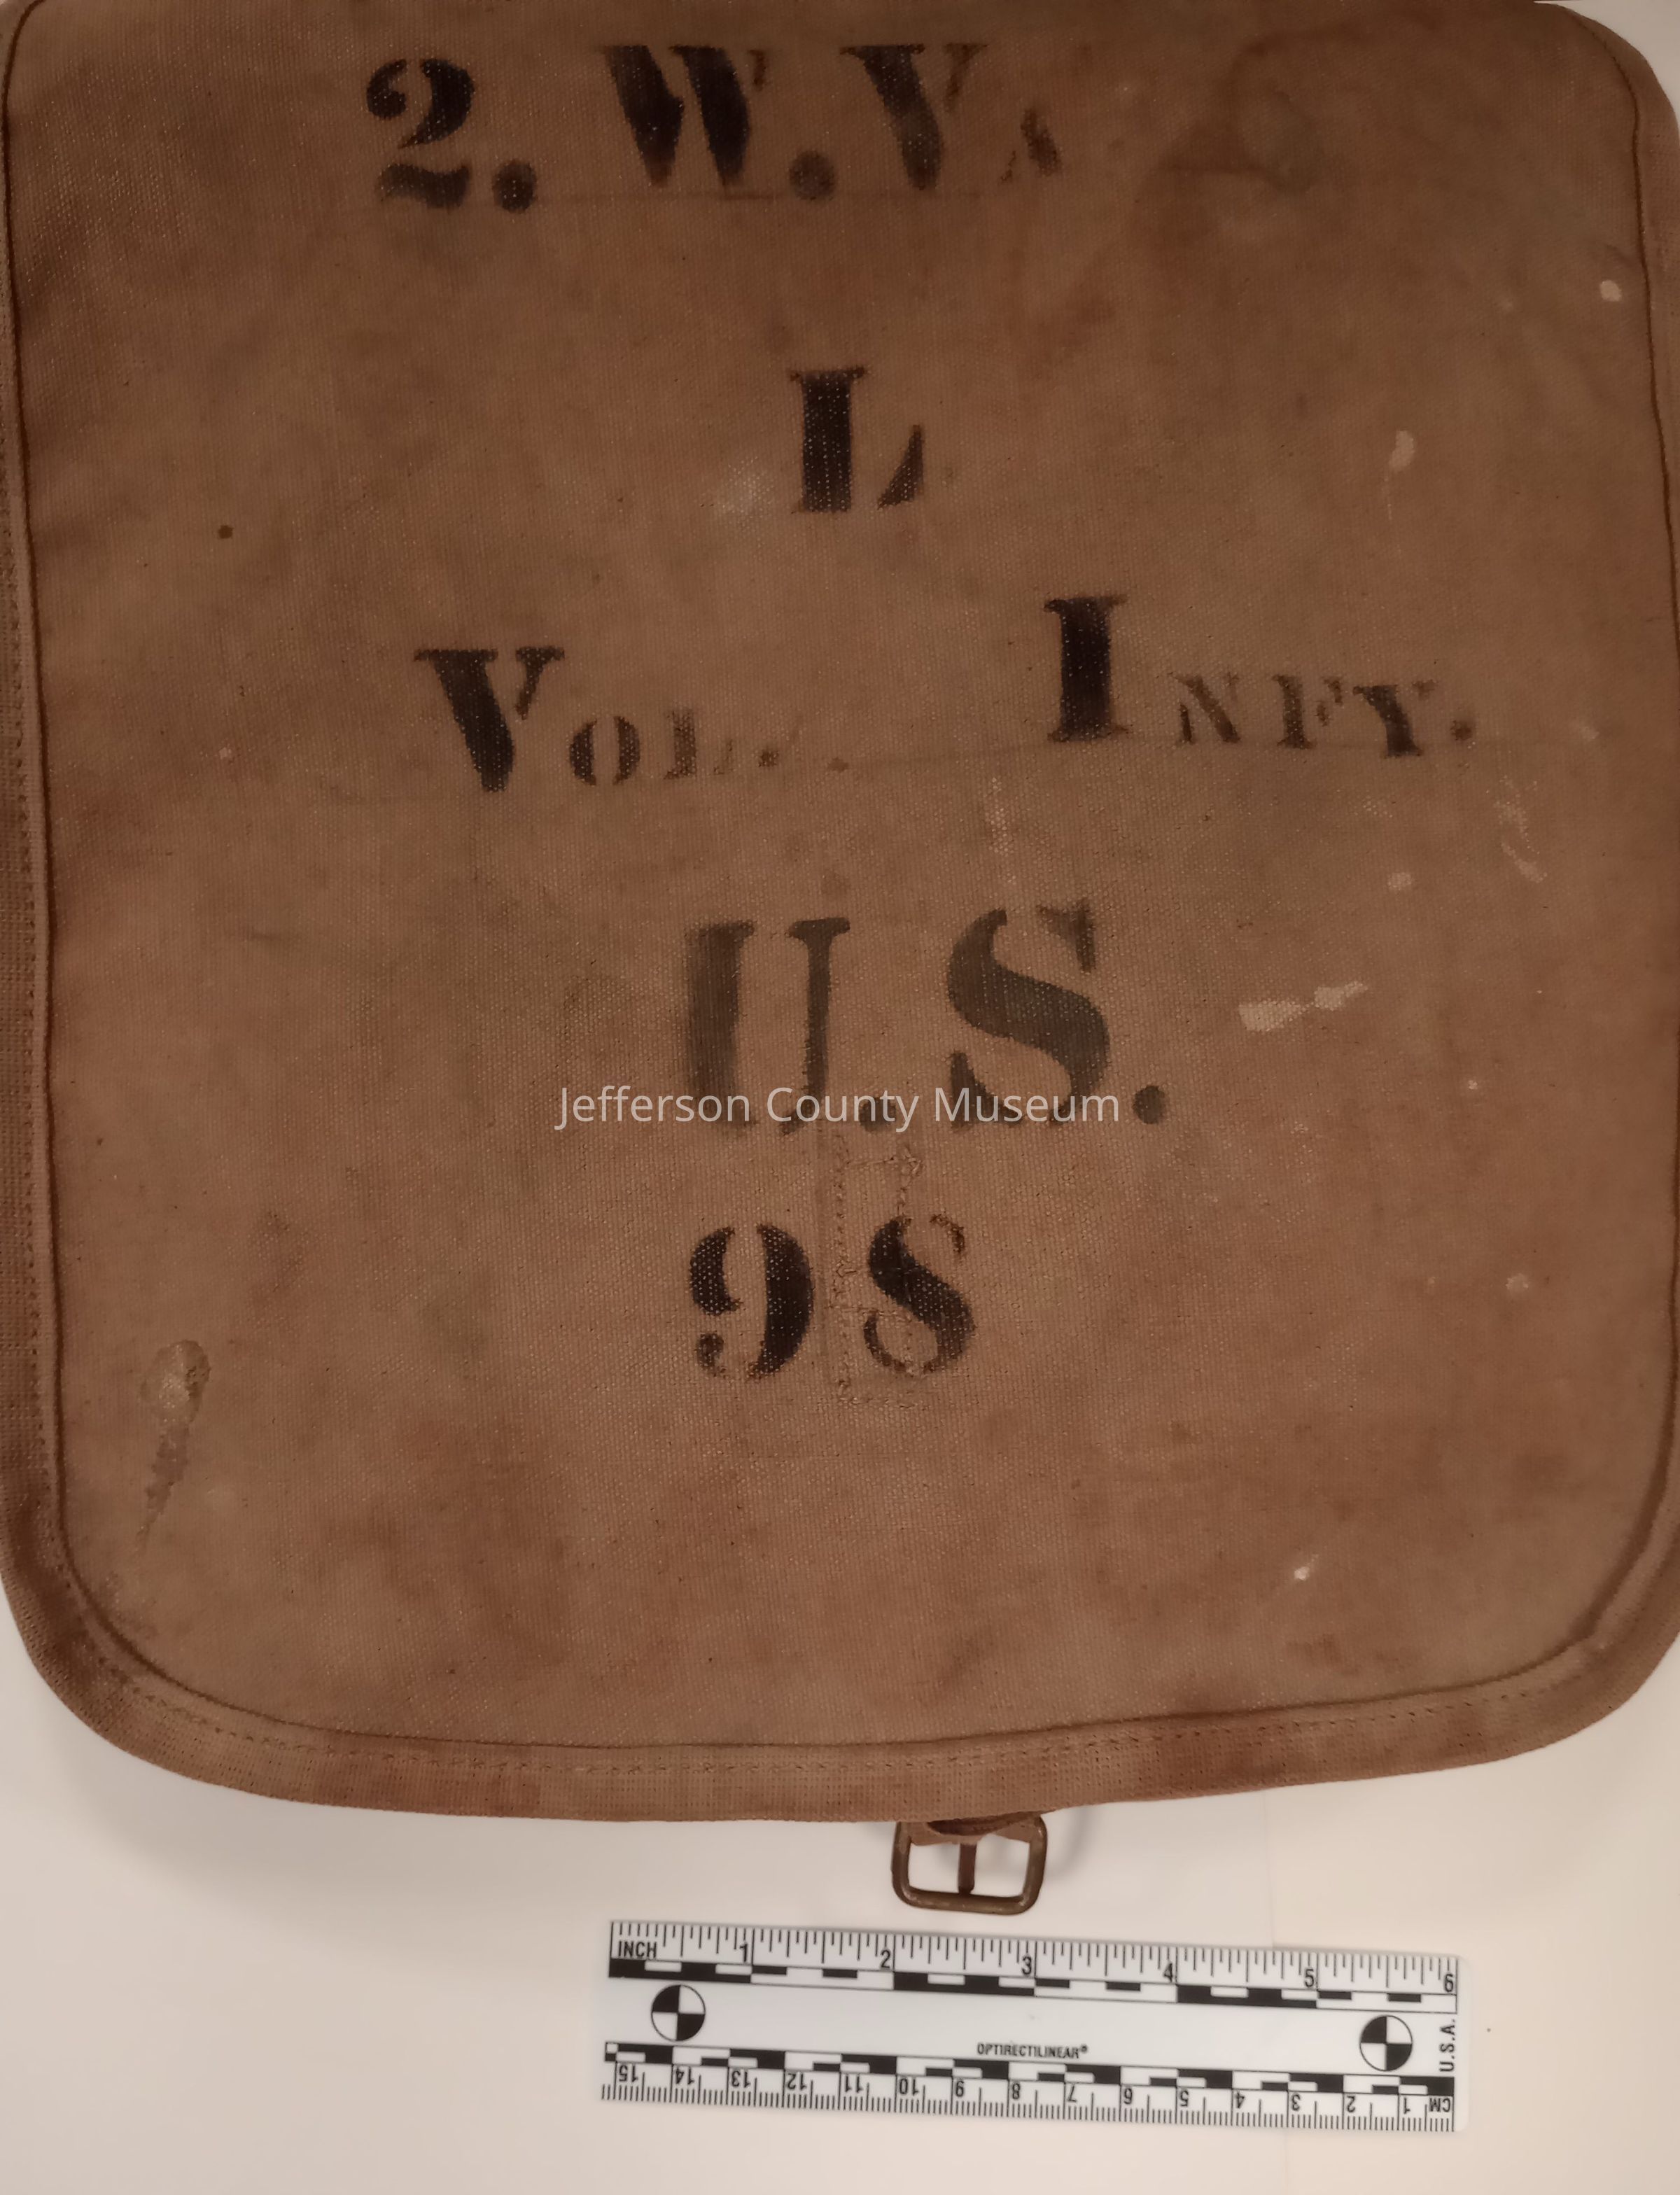 2. W. VA
L
VOL. INFY.
U.S.
Jefferson County Museum
98
INCH 1 2 3 4 5 6
U.S.A.
OPTIRECTILINEAR®
15 14 13 12 11 10 9 8 7 6 5 4 3 2 1 CM